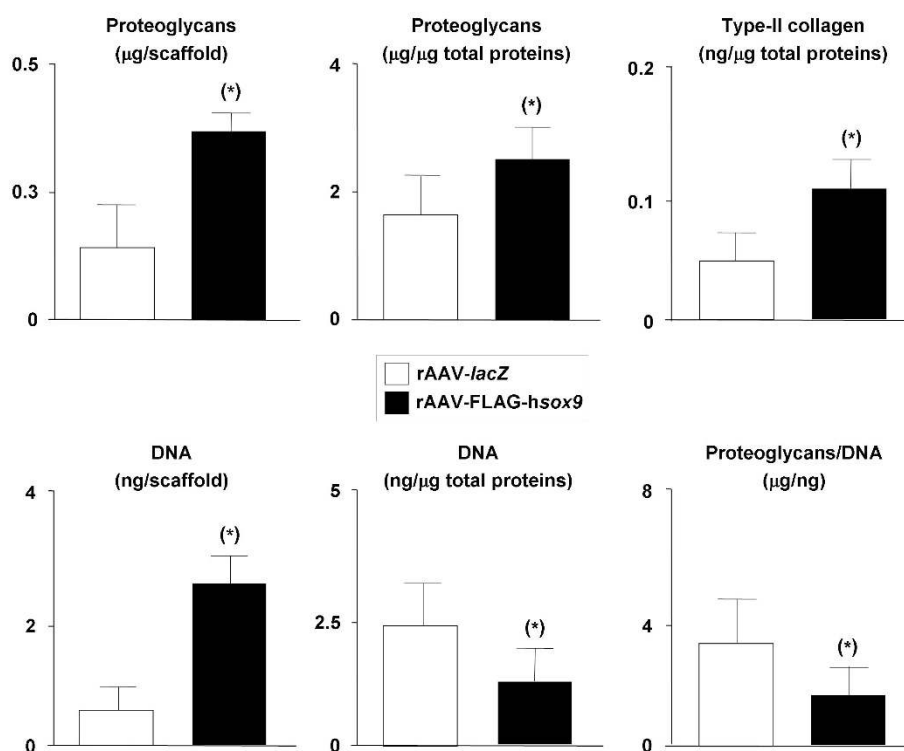 Proteoglycans
(μg/scaffold)
0.5
0.3
0
(*)
Proteoglycans
(μg/μg total proteins)
4
2
0
(*)
Type-II collagen
(ng/μg total proteins)
0.2
0.1
0
(*)
rAAV-lacZ
rAAV-FLAG-hsox9
DNA
(ng/scaffold)
4
2
0
(*)
DNA
(ng/μg total proteins)
5
2.5
0
(*)
Proteoglycans/DNA
(μg/ng)
8
4
0
(*)